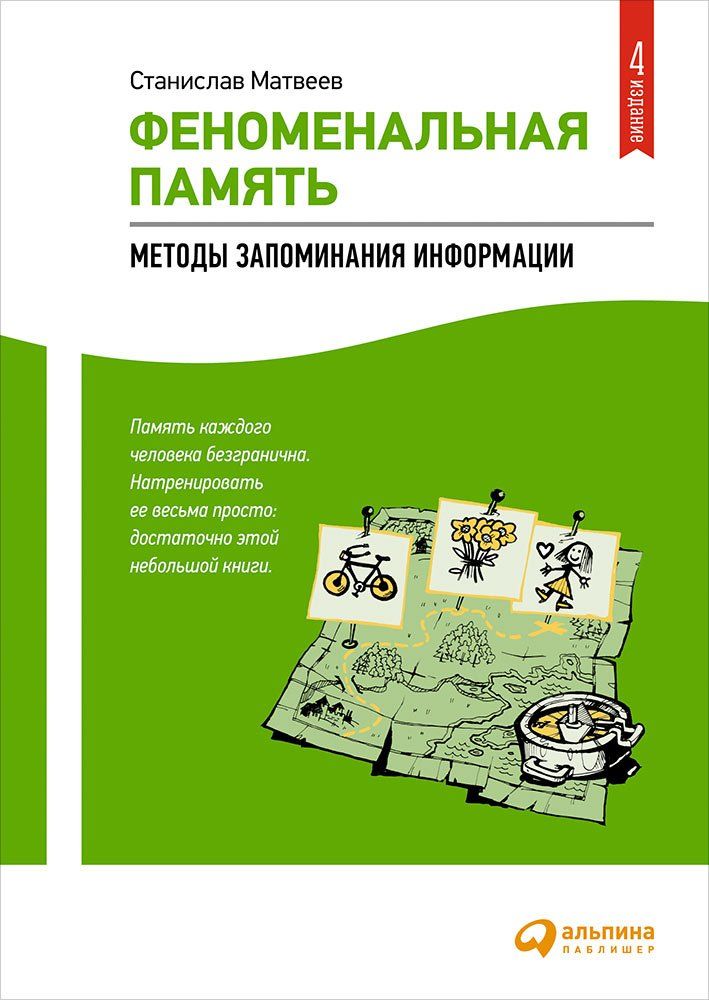 4 издание
Станислав Матвеев
ФЕНОМЕНАЛЬНАЯ
ПАМЯТЬ
МЕТОДЫ ЗАПОМИНАНИЯ ИНФОРМАЦИИ
Память каждого
человека безгранична.
Натренировать
ее весьма просто:
достаточно этой
небольшой книги.
альпина
ПАБЛИШЕР